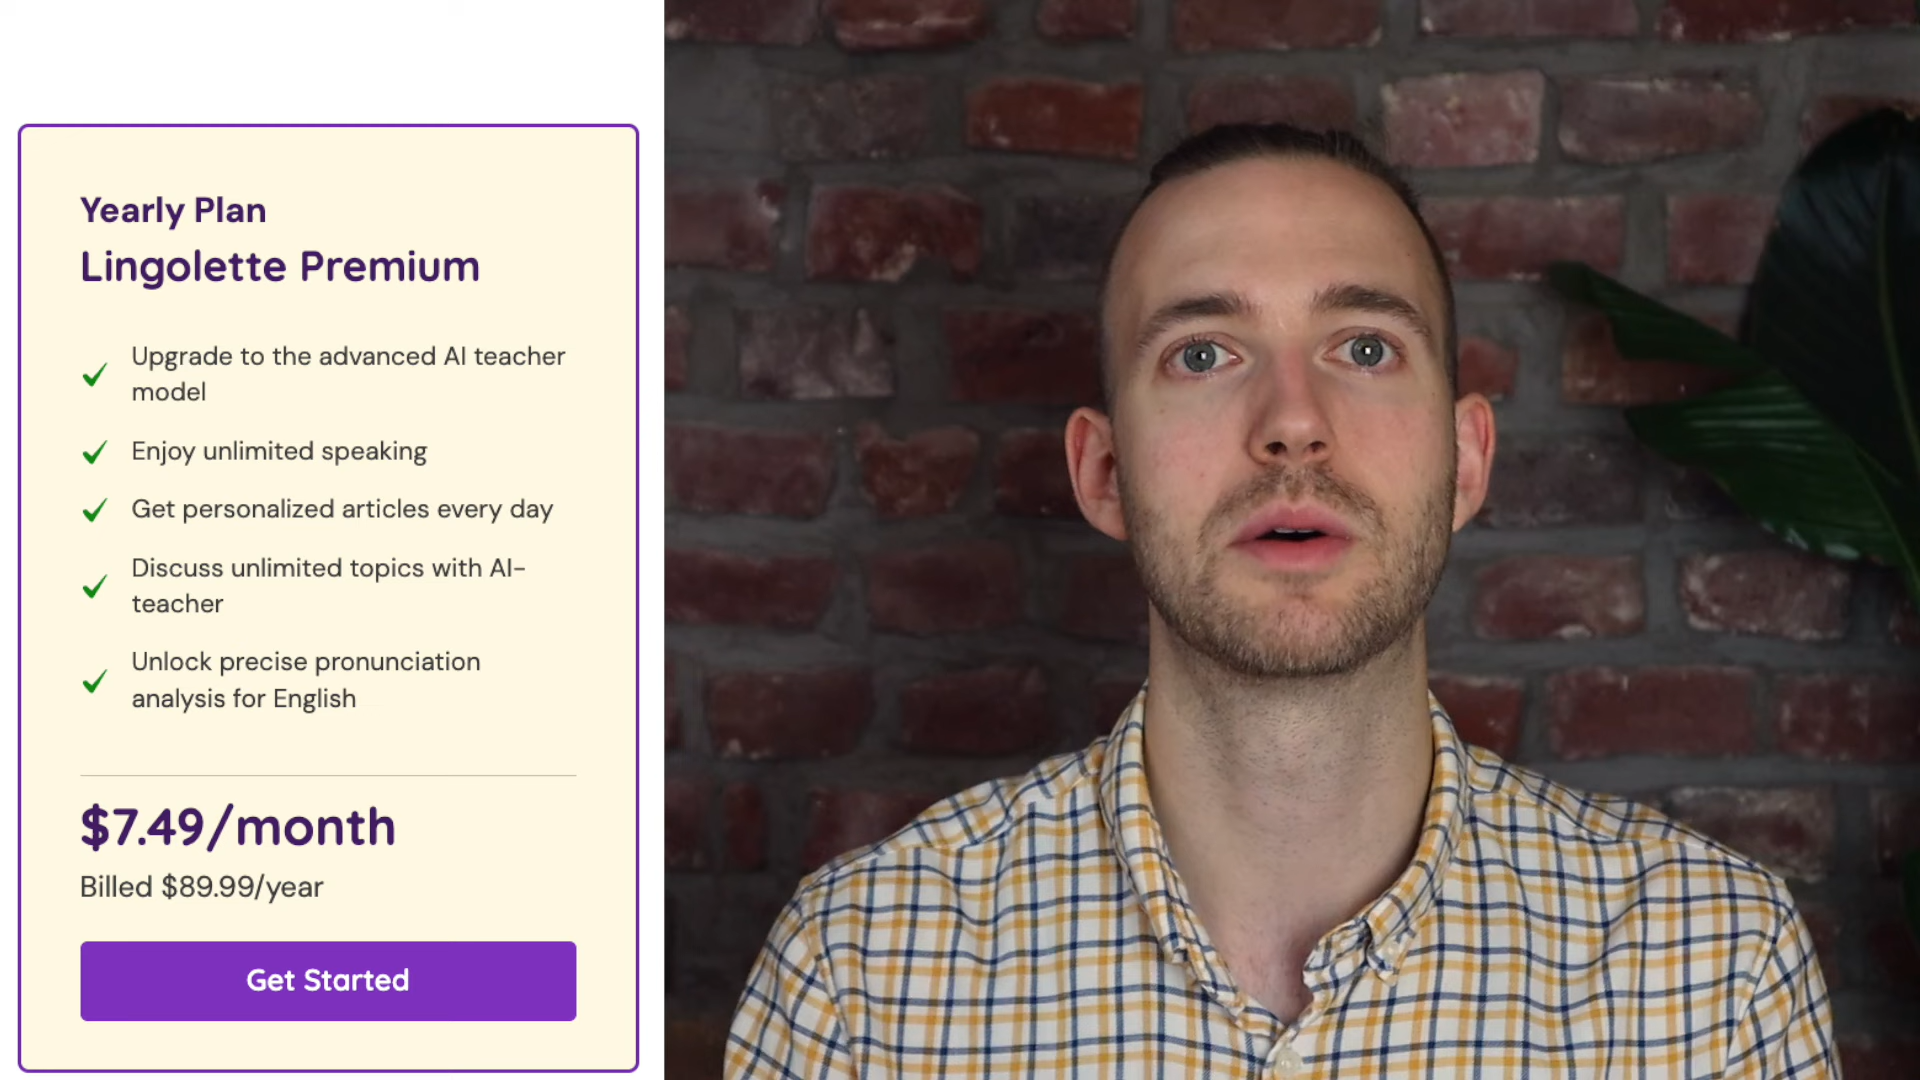 Yearly Plan
Lingolette Premium
Upgrade to the advanced AI teacher
model
Enjoy unlimited speaking
Get personalized articles every day
Discuss unlimited topics with AI-
teacher
Unlock precise pronunciation
analysis for English
$7.49/month
Billed $89.99/year
Get Started